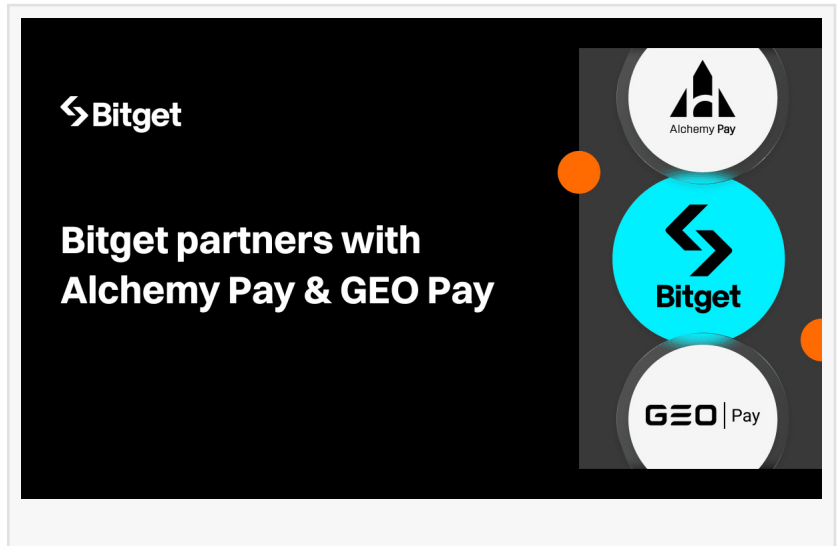 Bitget
Bitget partners with
Alchemy Pay & GEO Pay
Alchemy Pay
Bitget
GEO | Pay